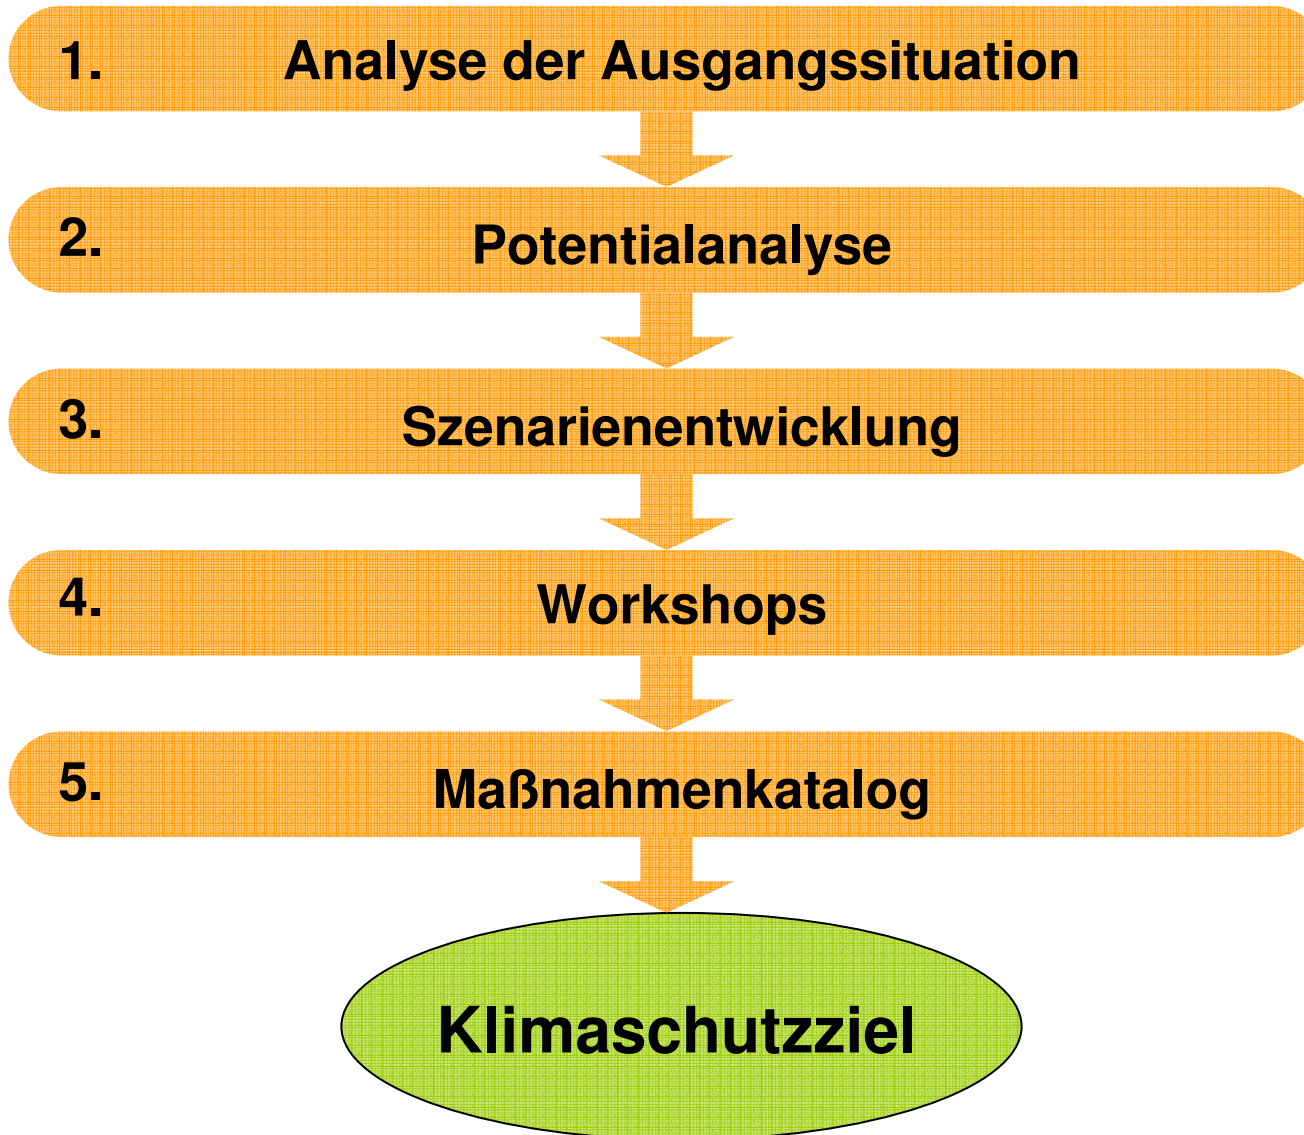 1. Analyse der Ausgangssituation
2. Potentialanalyse
3. Szenarienentwicklung
4. Workshops
5. Maßnahmenkatalog
Klimaschutzziel